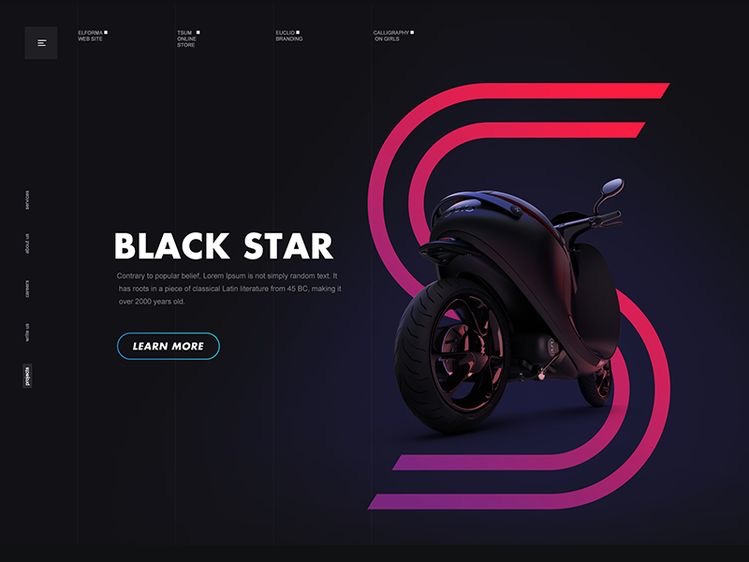 ELFORMA
WEB SITE
TSUM
ONLINE
STORE
EUCLID
BRANDING
CALLIGRAPHY
ON GIRLS
services
about us
careers
write us
projects
BLACK STAR
Contrary to popular belief, Lorem Ipsum is not simply random text. It
has roots in a piece of classical Latin literature from 45 BC, making it
over 2000 years old.
LEARN MORE